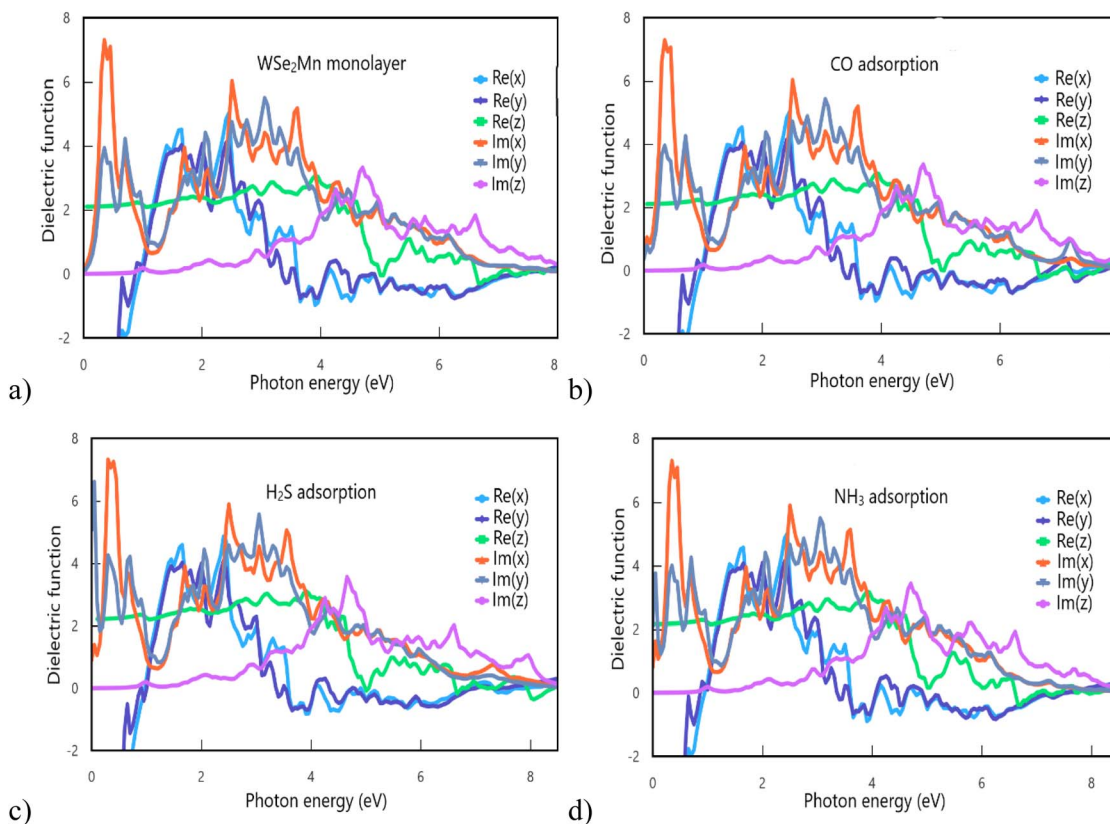 8
6
4
2
0
-2
Dielectric function
WSe₂Mn monolayer
Re(x)
Re(y)
Re(z)
Im(x)
Im(y)
Im(z)
0 2 4 6 8
Photon energy (eV)
a)
8
6
4
2
0
-2
Dielectric function
CO adsorption
Re(x)
Re(y)
Re(z)
Im(x)
Im(y)
Im(z)
0 2 4 6
Photon energy (eV)
b)
8
6
4
2
0
-2
Dielectric function
H₂S adsorption
Re(x)
Re(y)
Re(z)
Im(x)
Im(y)
Im(z)
0 2 4 6 8
Photon energy (eV)
c)
8
6
4
2
0
-2
Dielectric function
NH₃ adsorption
Re(x)
Re(y)
Re(z)
Im(x)
Im(y)
Im(z)
0 2 4 6 8
Photon energy (eV)
d)